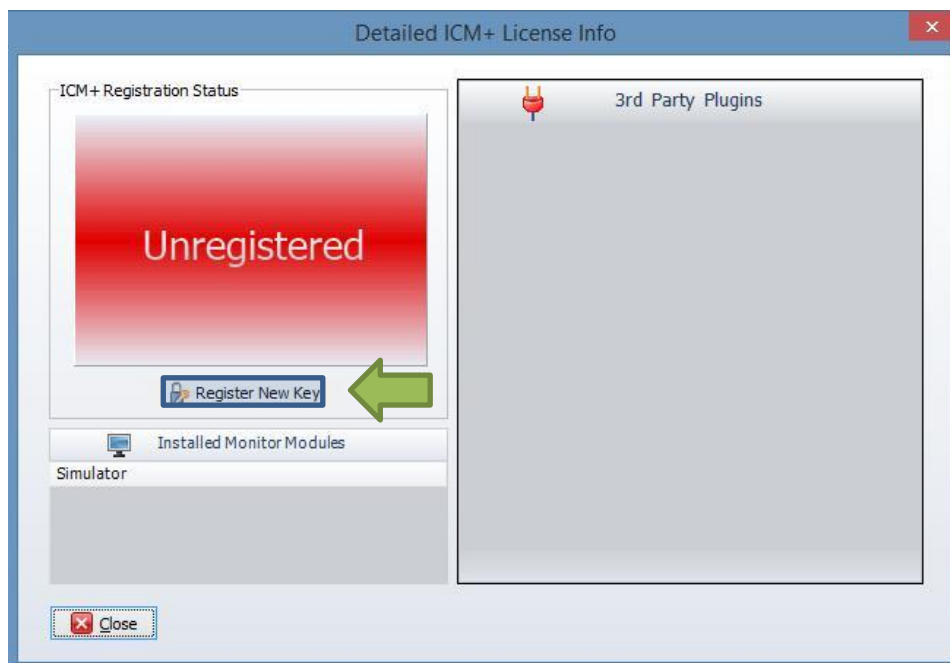 Detailed ICM+ License Info
ICM+ Registration Status
Unregistered
Register New Key
Installed Monitor Modules
Simulator
3rd Party Plugins
Close